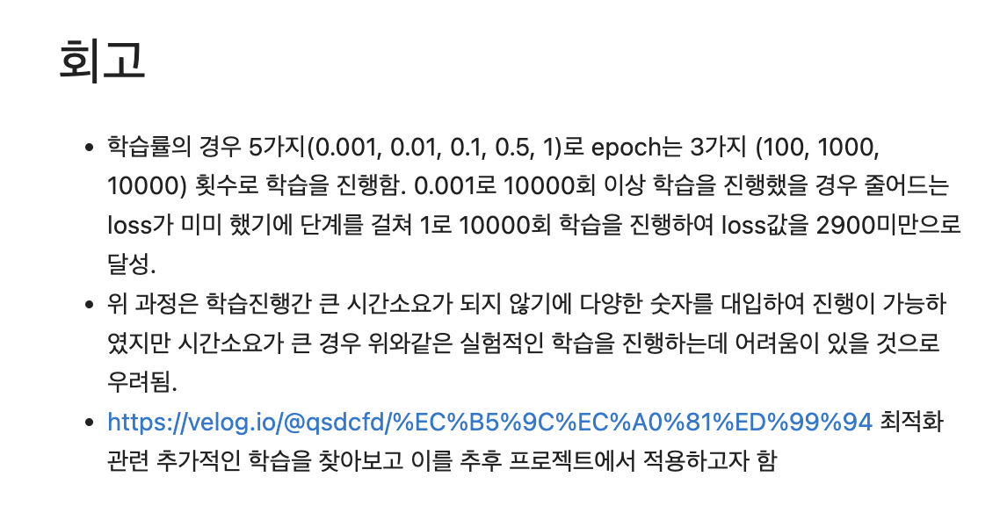 회고
• 학습률의 경우 5가지(0.001, 0.01, 0.1, 0.5, 1)로 epoch는 3가지 (100, 1000,
10000) 횟수로 학습을 진행함. 0.001로 10000회 이상 학습을 진행했을 경우 줄어드는
loss가 미미 했기에 단계를 걸쳐 1로 10000회 학습을 진행하여 loss값을 2900미만으로
달성.
• 위 과정은 학습진행간 큰 시간소요가 되지 않기에 다양한 숫자를 대입하여 진행이 가능하
였지만 시간소요가 큰 경우 위와같은 실험적인 학습을 진행하는데 어려움이 있을 것으로
우려됨.
• https://velog.io/@qsdcfd/%EC%B5%9C%EC%A0%81%ED%99%94 최적화
관련 추가적인 학습을 찾아보고 이를 추후 프로젝트에서 적용하고자 함